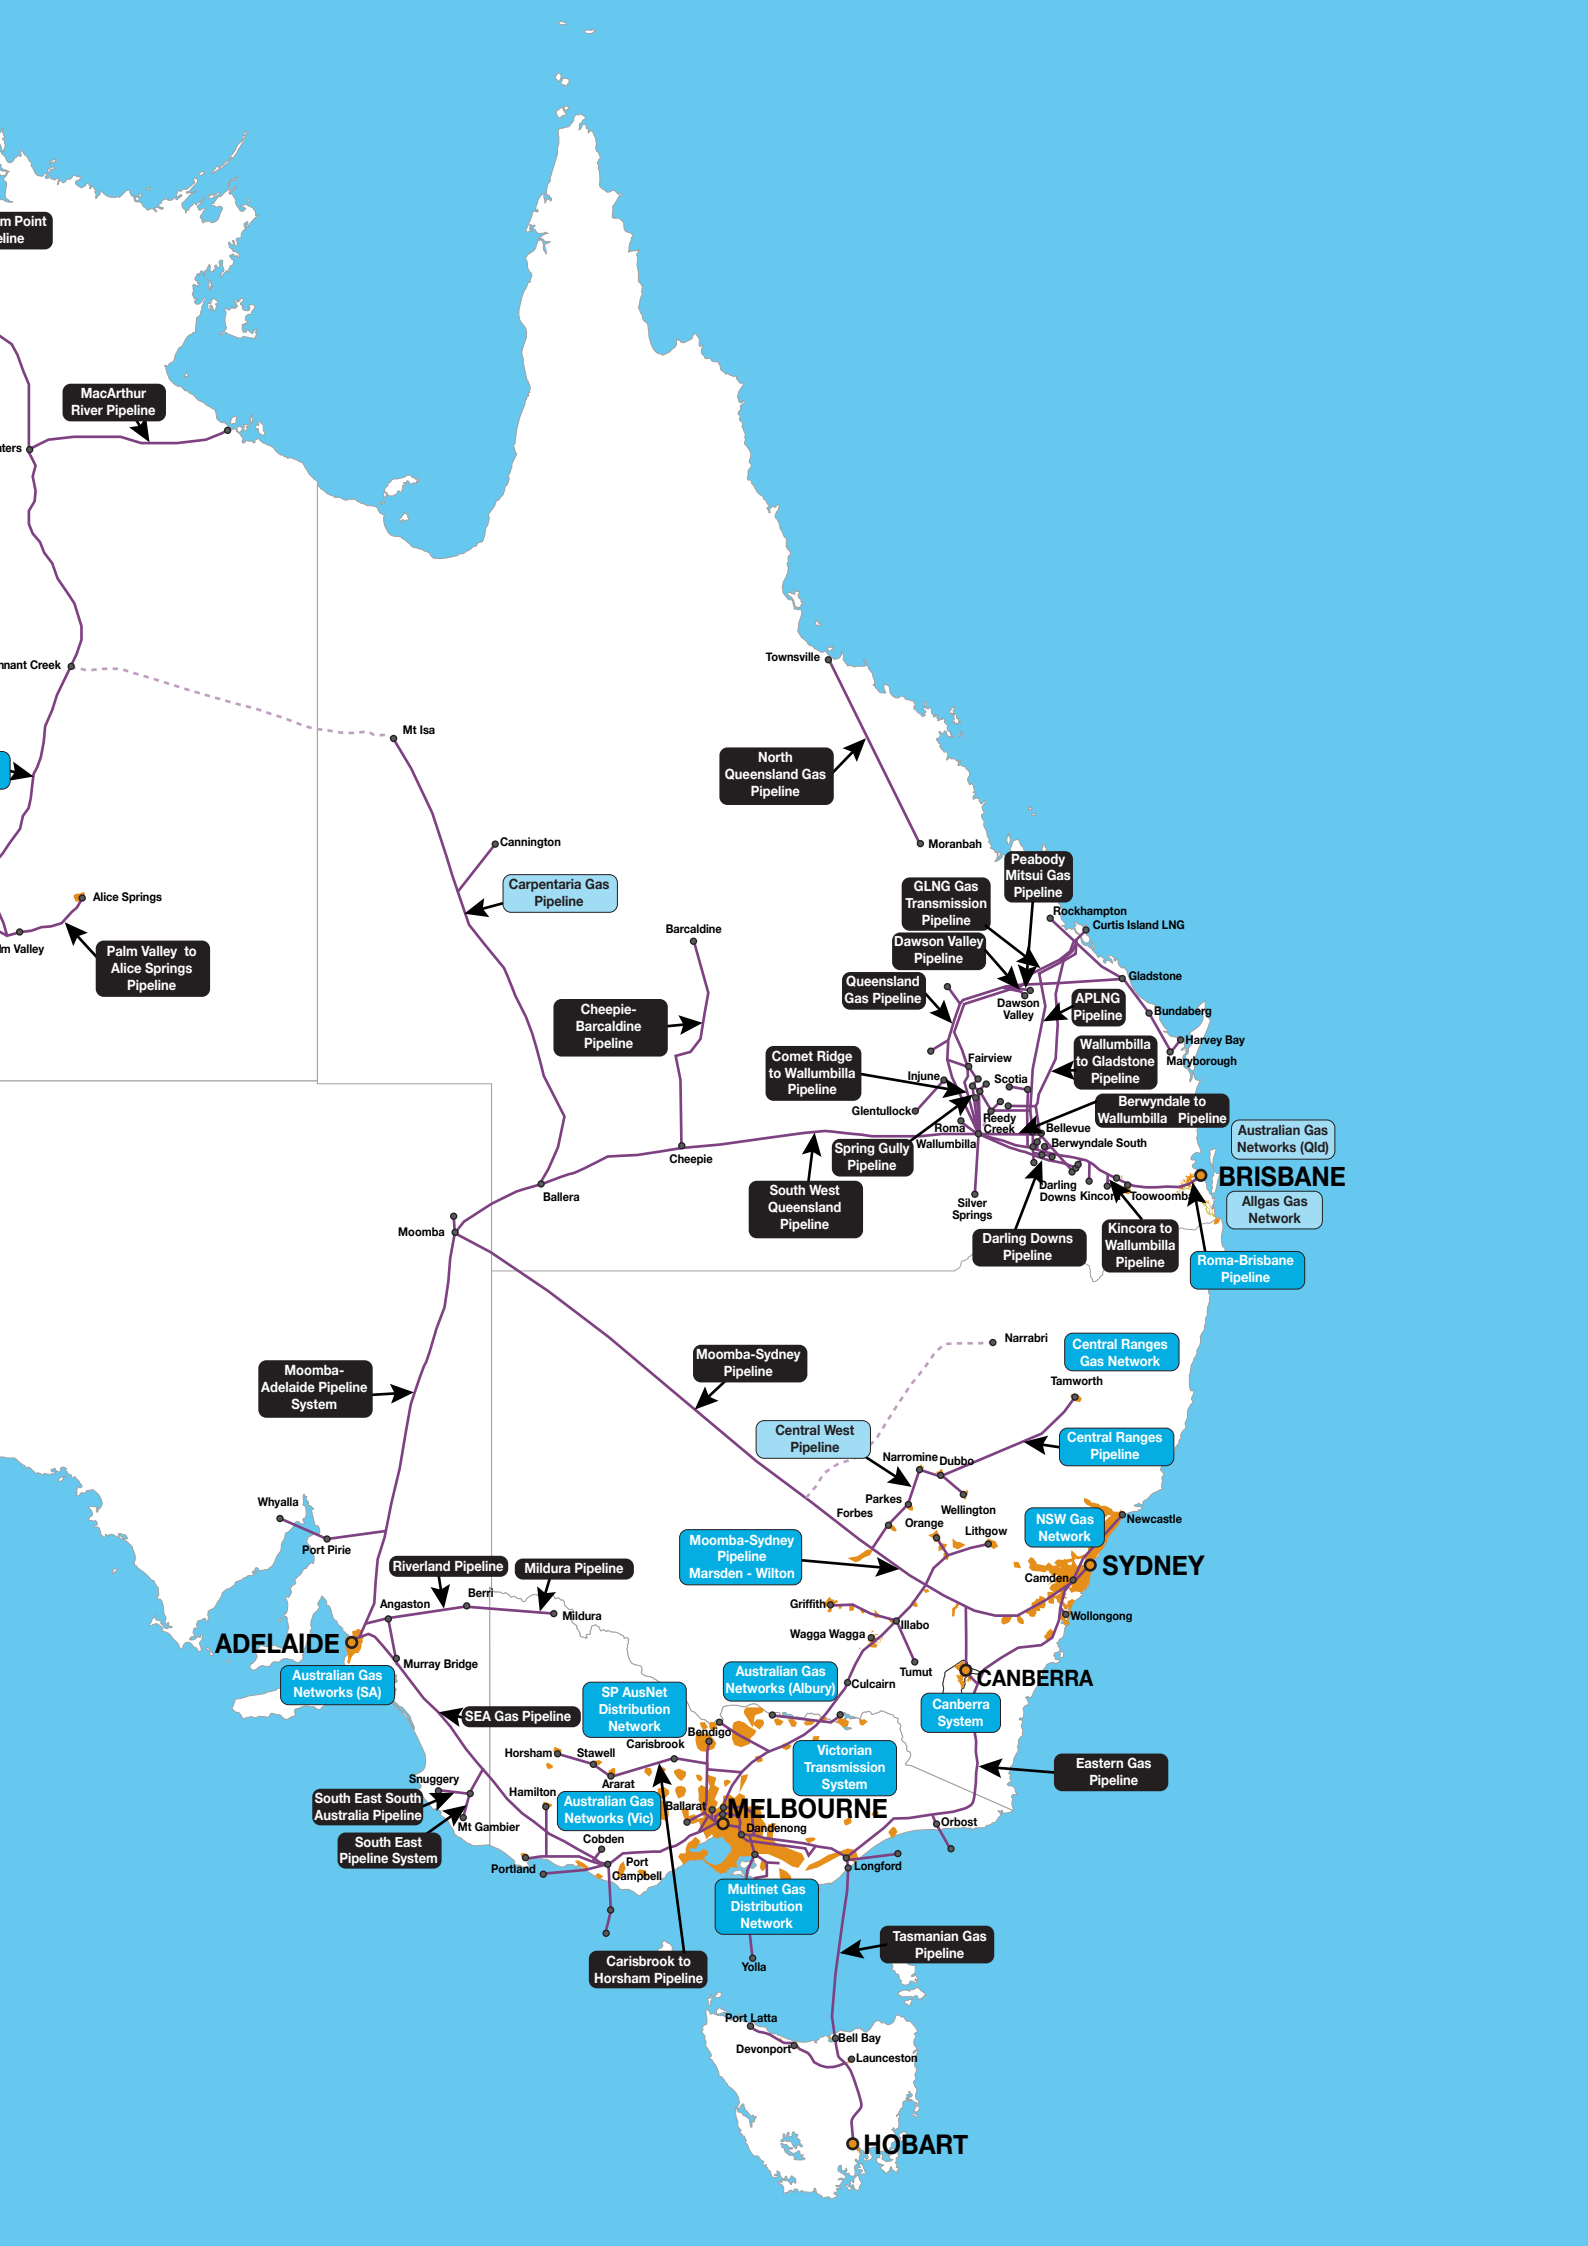 m Point
eline
MacArthur
River Pipeline
ters
nnant Creek
Mt Isa
Townsville
North
Queensland Gas
Pipeline
Moranbah
Cannington
Carpentaria Gas
Pipeline
Alice Springs
lm Valley
Palm Valley to
Alice Springs
Pipeline
Barcaldine
Peabody
Mitsui Gas
Pipeline
GLNG Gas
Transmission
Pipeline
Rockhampton
Curtis Island LNG
Dawson Valley
Pipeline
Gladstone
Queensland
Gas Pipeline
Dawson
Valley
APLNG
Pipeline
Bundaberg
Cheepie-
Barcaldine
Pipeline
Harvey Bay
Maryborough
Wallumbilla
to Gladstone
Pipeline
Comet Ridge
to Wallumbilla
Pipeline
Fairview
Injune
Scotia
Glentullock
Berwyndale to
Wallumbilla Pipeline
Reedy
Creek
Roma
Bellevue
Wallumbilla
Berwyndale South
Australian Gas
Networks (Qld)
Spring Gully
Pipeline
Cheepie
BRISBANE
South West
Queensland
Pipeline
Ballera
Silver
Springs
Darling
Downs
Kincora
Toowoomba
Allgas Gas
Network
Moomba
Darling Downs
Pipeline
Kincora to
Wallumbilla
Pipeline
Roma-Brisbane
Pipeline
Narrabri
Central Ranges
Gas Network
Moomba-Sydney
Pipeline
Moomba-
Adelaide Pipeline
System
Tamworth
Central West
Pipeline
Central Ranges
Pipeline
Narromine
Dubbo
Whyalla
Port Pirie
Parkes
Forbes
Wellington
Orange
Lithgow
NSW Gas
Network
Newcastle
Moomba-Sydney
Pipeline
Marsden - Wilton
SYDNEY
Camden
Riverland Pipeline
Mildura Pipeline
Berri
Angaston
Mildura
Griffith
Wollongong
Illabo
Wagga Wagga
ADELAIDE
Murray Bridge
Tumut
CANBERRA
Australian Gas
Networks (SA)
Australian Gas
Networks (Albury)
Culcairn
SP AusNet
Distribution
Network
Canberra
System
SEA Gas Pipeline
Bendigo
Carisbrook
Horsham
Stawell
Ararat
Victorian
Transmission
System
Eastern Gas
Pipeline
Snuggery
Hamilton
South East South
Australia Pipeline
Australian Gas
Networks (Vic)
Ballarat
MELBOURNE
Mt Gambier
Dandenong
Orbost
South East
Pipeline System
Cobden
Portland
Port
Campbell
Longford
Multinet Gas
Distribution
Network
Tasmanian Gas
Pipeline
Carisbrook to
Horsham Pipeline
Yolla
Port Latta
Bell Bay
Devonport
Launceston
HOBART